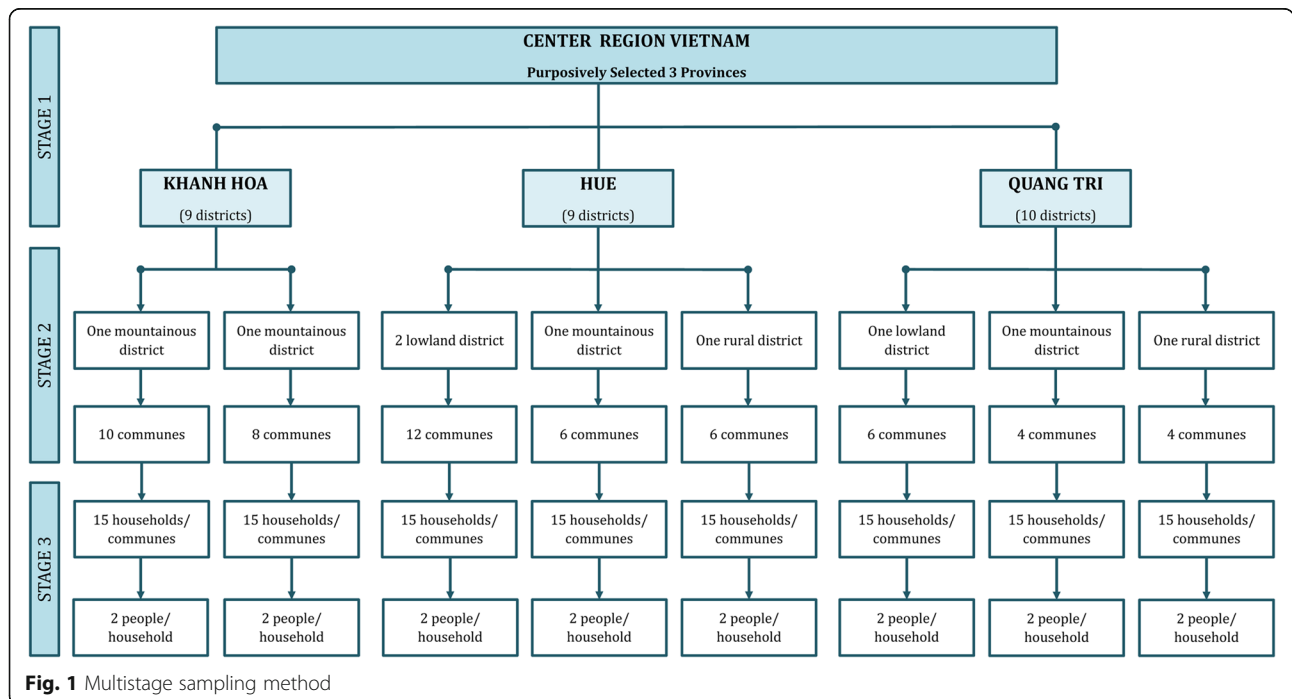 CENTER REGION VIETNAM
Purposively Selected 3 Provinces
STAGE 1
KHANH HOA
(9 districts)
HUE
(9 districts)
QUANG TRI
(10 districts)
STAGE 2
One mountainous
district
One mountainous
district
2 lowland district
One mountainous
district
One rural district
One lowland
district
One mountainous
district
One rural district
10 communes
8 communes
12 communes
6 communes
6 communes
6 communes
4 communes
4 communes
STAGE 3
15 households/
communes
15 households/
communes
15 households/
communes
15 households/
communes
15 households/
communes
15 households/
communes
15 households/
communes
15 households/
communes
2 people/
household
2 people/
household
2 people/
household
2 people/
household
2 people/
household
2 people/
household
2 people/
household
2 people/
household
Fig. 1 Multistage sampling method